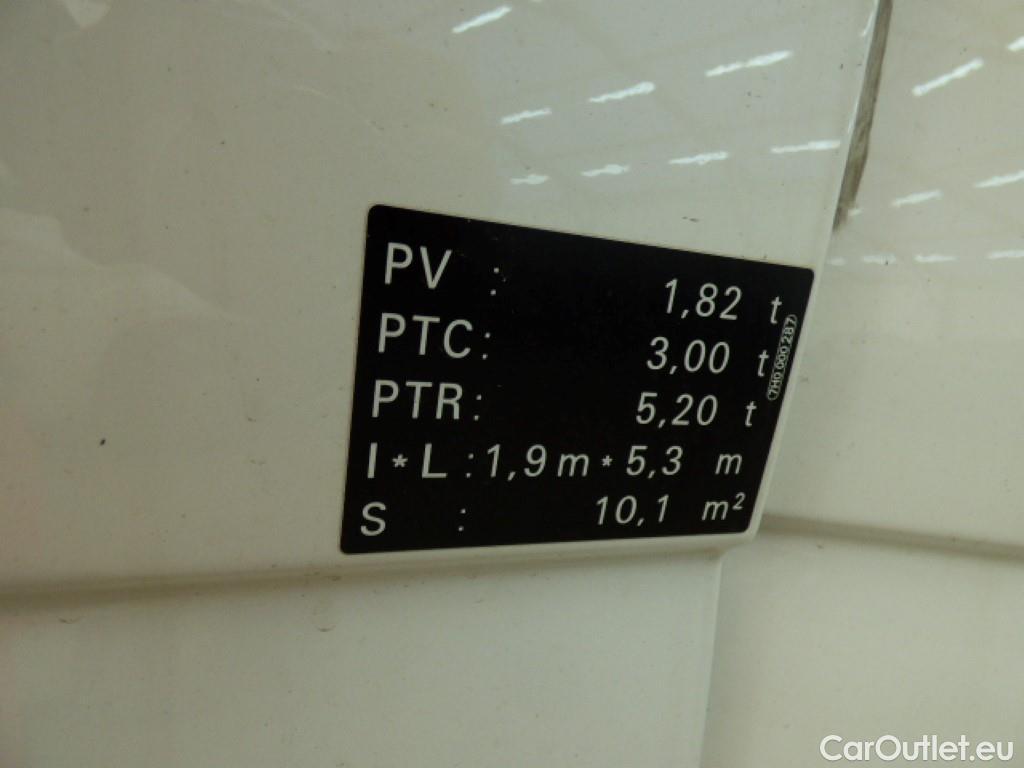 PV : 1,82 t
PTC: 3,00 t
PTR: 5,20 t
I * L : 1,9 m * 5,3 m
S : 10,1 m²
7H0 000 287
CarOutlet.eu